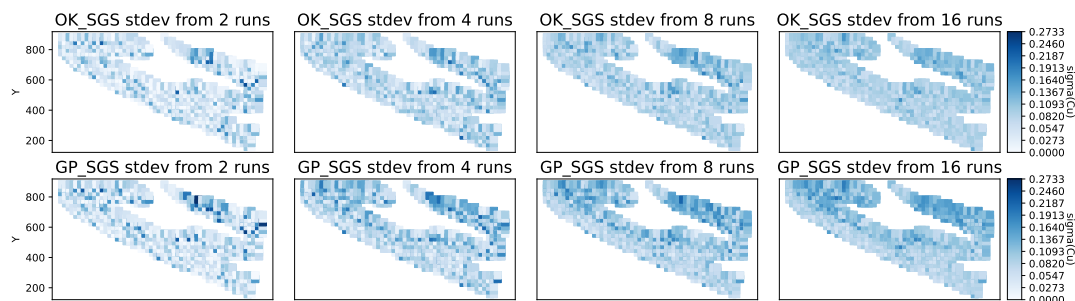 OK_SGS stdev from 2 runs
OK_SGS stdev from 4 runs
OK_SGS stdev from 8 runs
OK_SGS stdev from 16 runs
Y
800
600
400
200
0.2733
0.2460
0.2187
0.1913
0.1640
0.1367
0.1093
0.0820
0.0547
0.0273
0.0000
sigma(Cu)
GP_SGS stdev from 2 runs
GP_SGS stdev from 4 runs
GP_SGS stdev from 8 runs
GP_SGS stdev from 16 runs
Y
800
600
400
200
0.2733
0.2460
0.2187
0.1913
0.1640
0.1367
0.1093
0.0820
0.0547
0.0273
0.0000
sigma(Cu)